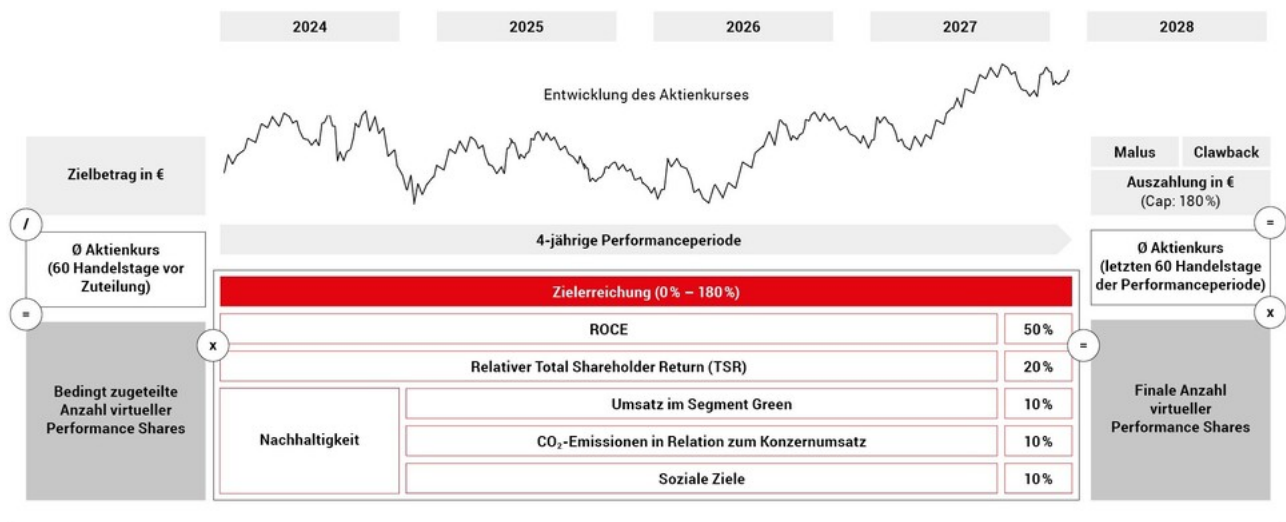 2024
2025
2026
2027
2028
Entwicklung des Aktienkurses
Zielbetrag in €
/
Ø Aktienkurs
(60 Handelstage vor
Zuteilung)
=
Bedingt zugeteilte
Anzahl virtueller
Performance Shares
x
4-jährige Performanceperiode
Zielerreichung (0 % – 180 %)
ROCE
50 %
Relativer Total Shareholder Return (TSR)
20 %
Nachhaltigkeit
Umsatz im Segment Green
10 %
CO₂-Emissionen in Relation zum Konzernumsatz
10 %
Soziale Ziele
10 %
=
Malus
Clawback
Auszahlung in €
(Cap: 180 %)
=
Ø Aktienkurs
(letzten 60 Handelstage
der Performanceperiode)
x
Finale Anzahl
virtueller
Performance Shares